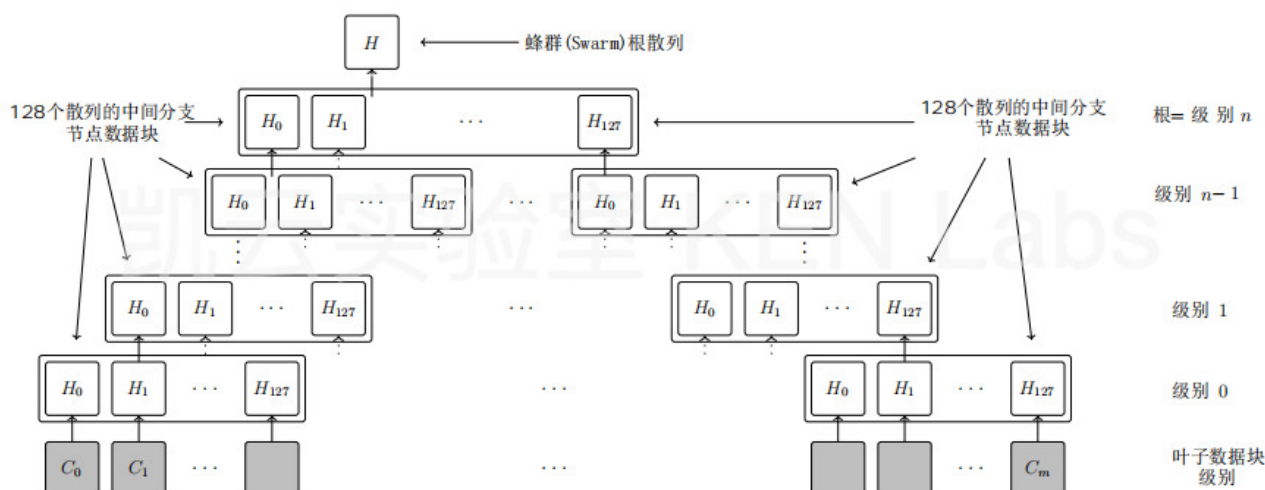 H
蜂群(Swarm)根散列
128个散列的中间分支
节点数据块
H0 H1 ··· H127
128个散列的中间分支
节点数据块
根= 级 别 n
H0 H1 ··· H127 ··· H0 H1 ··· H127
级别 n− 1
凯云实验室 KEN Labs
H0 H1 ··· H127 ··· H0 H1 ··· H127
级别 1
H0 H1 ··· H127 ··· H0 H1 ··· H127
级别 0
C0 C1 ··· ··· ··· Cm
叶子数据块
级别